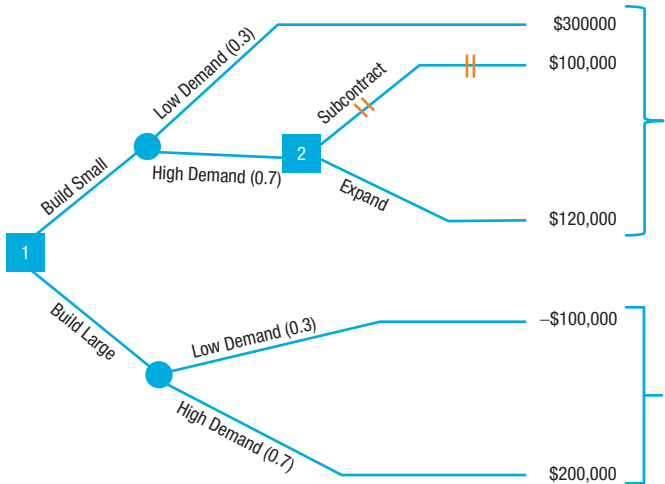 $300000
Low Demand (0.3)
$100,000
Subcontract
2
High Demand (0.7)
Build Small
Expand
$120,000
1
Build Large
Low Demand (0.3)
–$100,000
High Demand (0.7)
$200,000